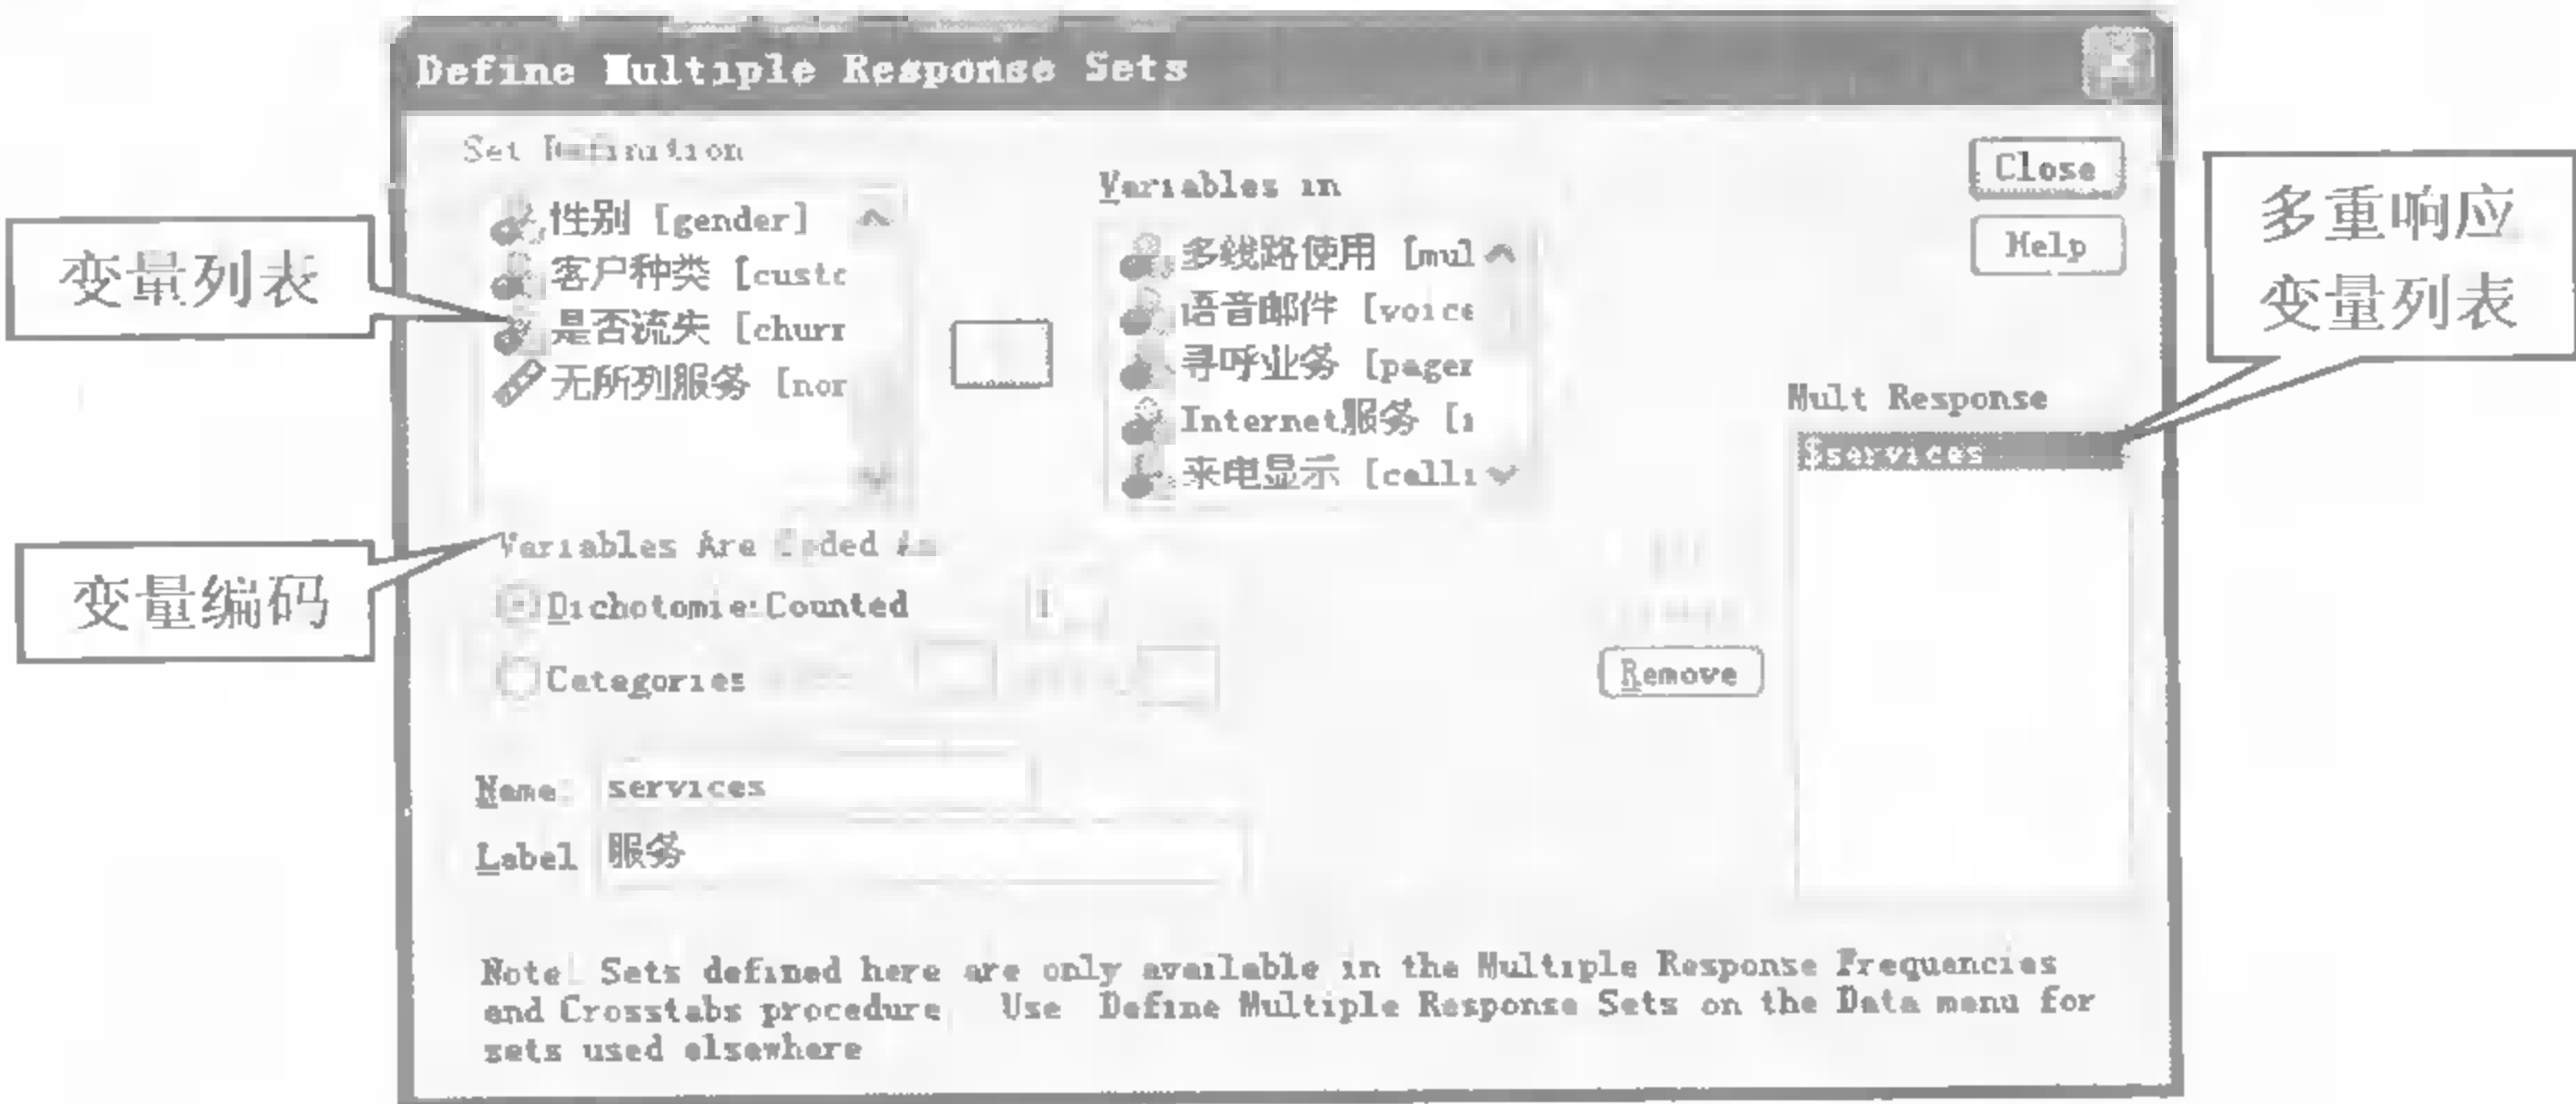 Define Multiple Response Sets
Set Definition
性别 [gender]
客户种类 [custc
是否流失 [churr
无所列服务 [nor
Variables in
多线路使用 [mul
语音邮件 [voice
寻呼业务 [pager
Internet服务 [i
来电显示 [calli
Close
Help
Mult Response
$services
Variables Are Coded As
Dichotomie:Counted
1
Categories
Remove
Name: services
Label 服务
Note: Sets defined here are only available in the Multiple Response Frequencies
and Crosstabs procedure Use Define Multiple Response Sets on the Data menu for
sets used elsewhere
变量列表
变量编码
多重响应
变量列表